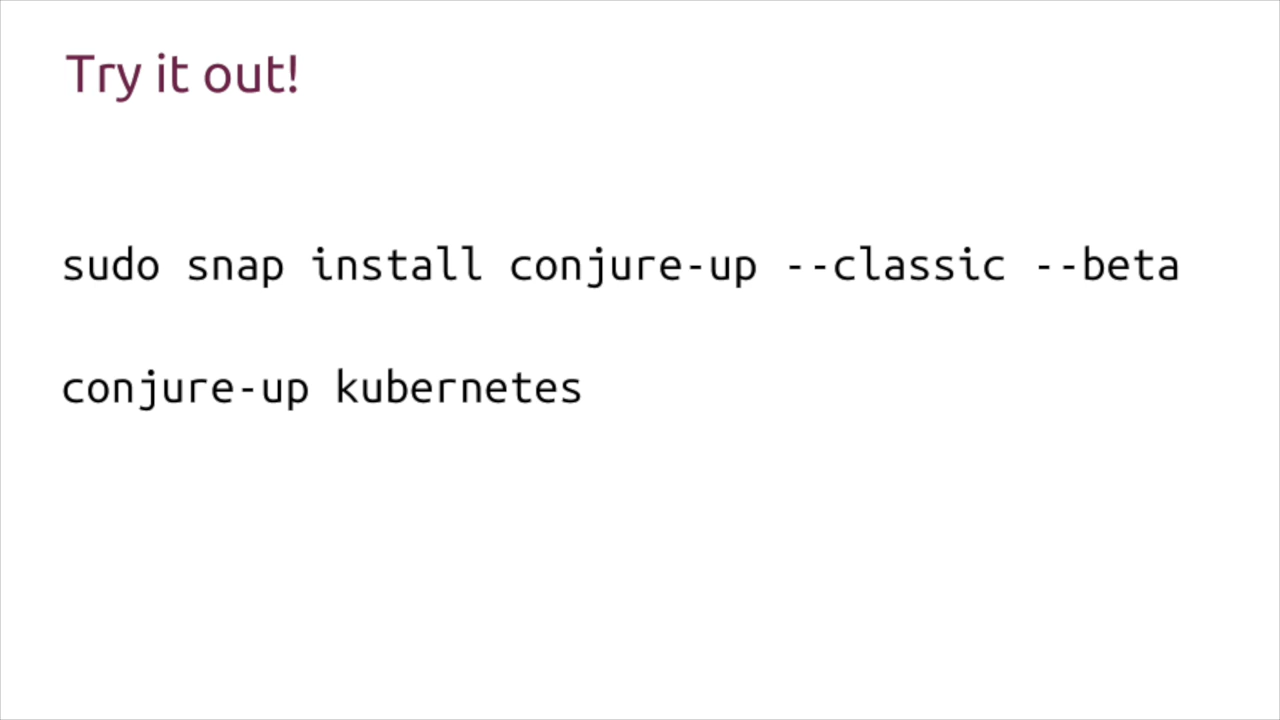 Try it out!
sudo snap install conjure-up --classic --beta
conjure-up kubernetes